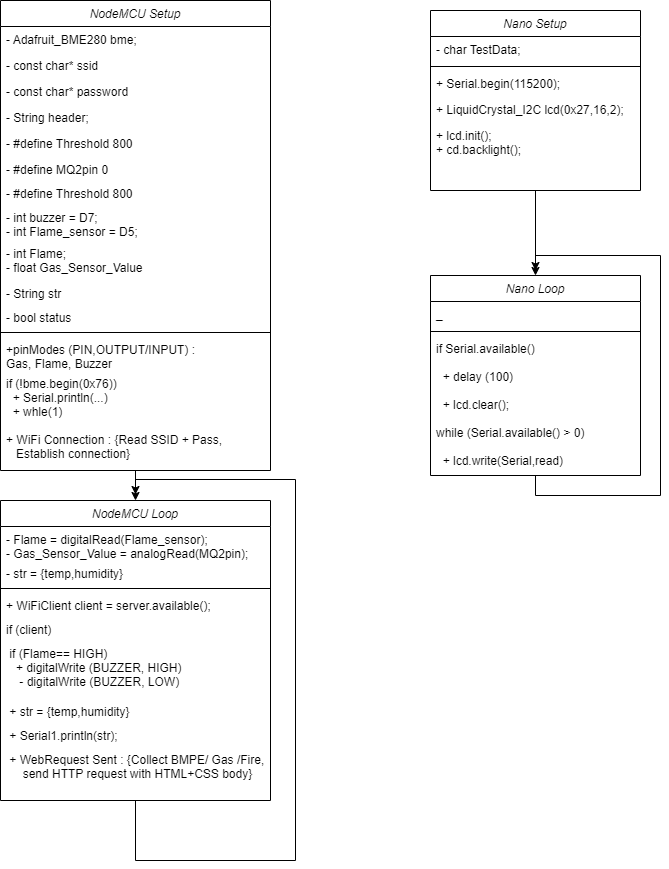 NodeMCU Setup
- Adafruit_BME280 bme;
- const char* ssid
- const char* password
- String header;
- #define Threshold 800
- #define MQ2pin 0
- #define Threshold 800
- int buzzer = D7;
- int Flame_sensor = D5;
- int Flame;
- float Gas_Sensor_Value
- String str
- bool status
+pinModes (PIN,OUTPUT/INPUT) :
Gas, Flame, Buzzer
if (!bme.begin(0x76))
+ Serial.println(...)
+ whle(1)
+ WiFi Connection : {Read SSID + Pass,
Establish connection}
NodeMCU Loop
- Flame = digitalRead(Flame_sensor);
- Gas_Sensor_Value = analogRead(MQ2pin);
- str = {temp,humidity}
+ WiFiClient client = server.available();
if (client)
if (Flame== HIGH)
+ digitalWrite (BUZZER, HIGH)
- digitalWrite (BUZZER, LOW)
+ str = {temp,humidity}
+ Serial1.println(str);
+ WebRequest Sent : {Collect BMPE/ Gas /Fire,
send HTTP request with HTML+CSS body}
Nano Setup
- char TestData;
+ Serial.begin(115200);
+ LiquidCrystal_I2C lcd(0x27,16,2);
+ lcd.init();
+ cd.backlight();
Nano Loop
_
if Serial.available()
+ delay (100)
+ lcd.clear();
while (Serial.available() > 0)
+ lcd.write(Serial,read)